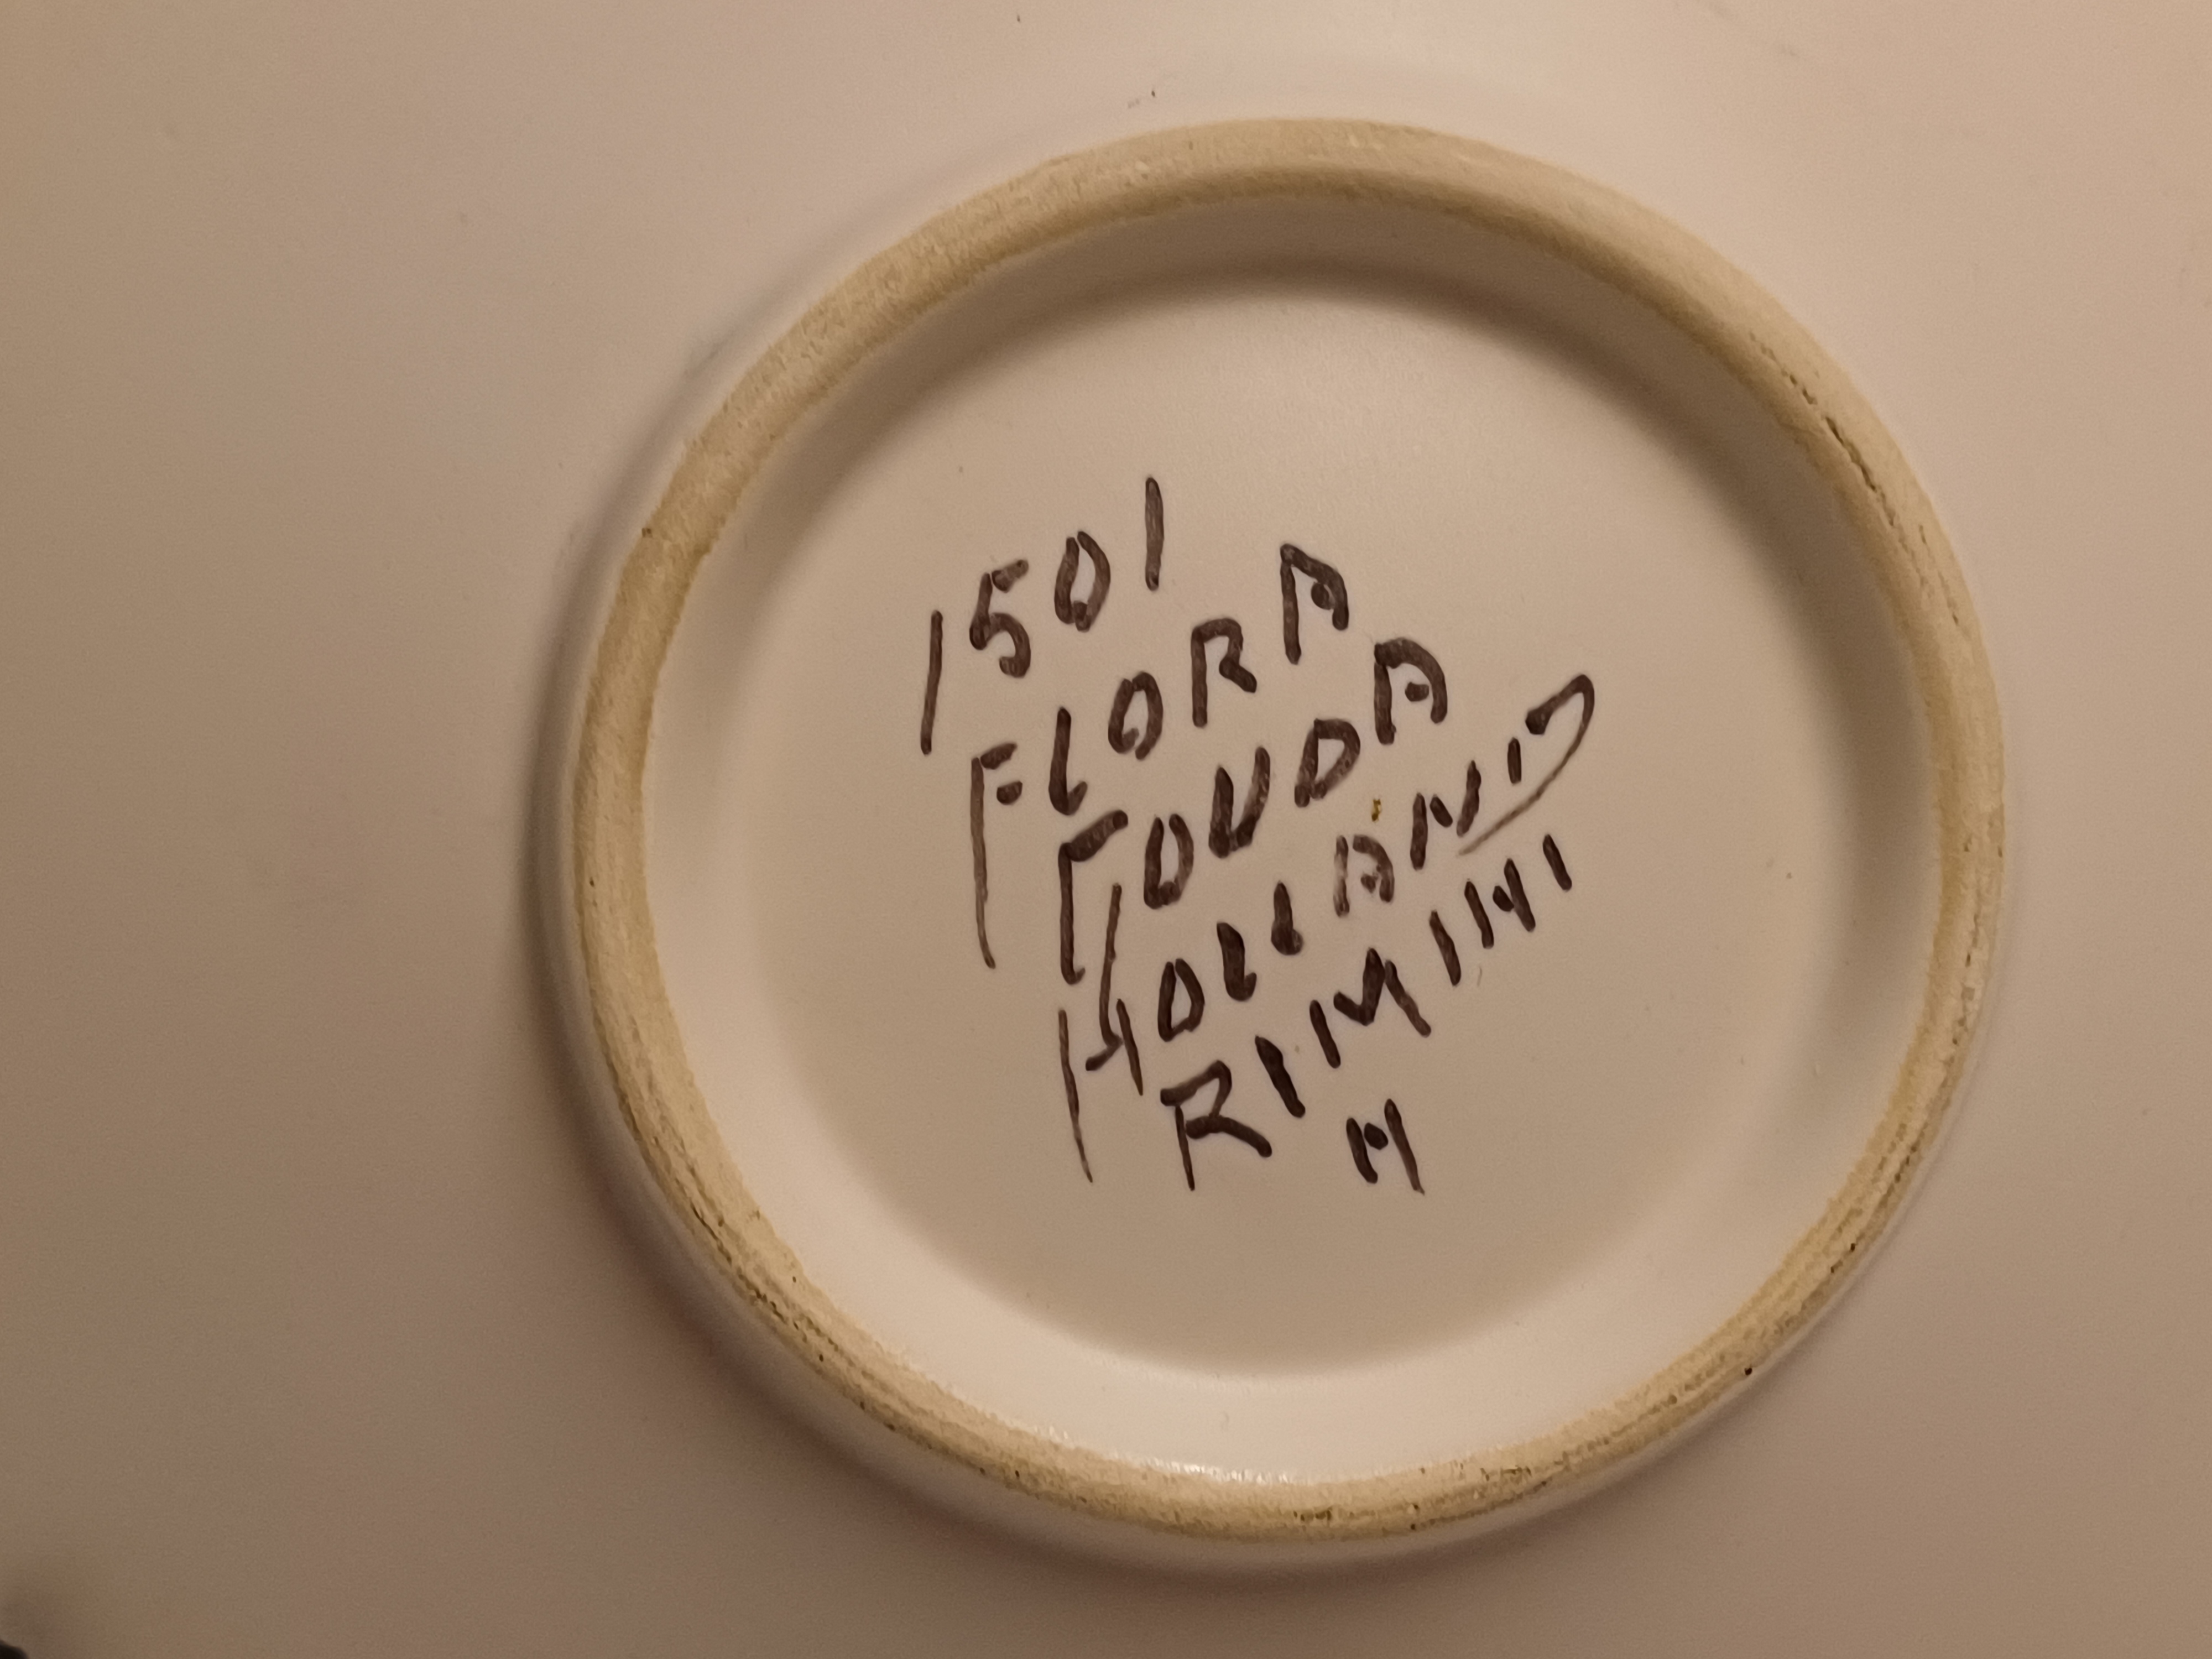 1501
FLORA
GOUDA
HOLLAND
RIMINI
H